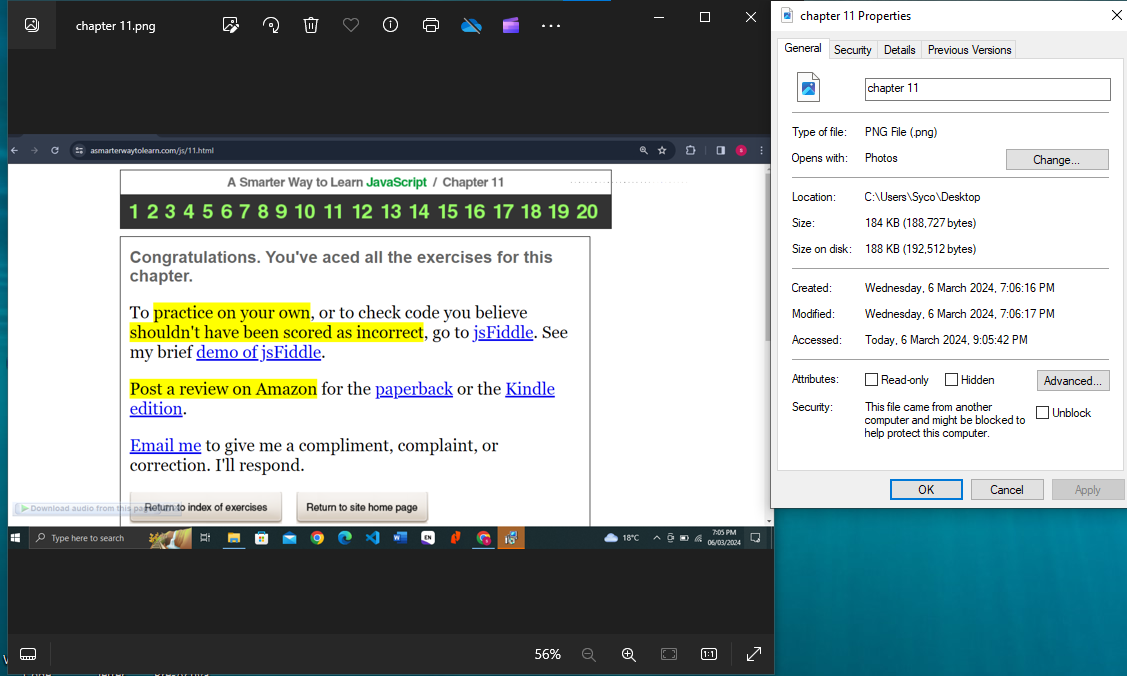 chapter 11.png
asmarterwaytolearn.com/js/11.html
A Smarter Way to Learn JavaScript / Chapter 11
1 2 3 4 5 6 7 8 9 10 11 12 13 14 15 16 17 18 19 20
Congratulations. You've aced all the exercises for this
chapter.
To practice on your own, or to check code you believe
shouldn't have been scored as incorrect, go to jsFiddle. See
my brief demo of jsFiddle.
Post a review on Amazon for the paperback or the Kindle
edition.
Email me to give me a compliment, complaint, or
correction. I'll respond.
Download audio from this page
Return to index of exercises
Return to site home page
Type here to search
EN
18°C
7:05 PM
06/03/2024
56%
1:1
chapter 11 Properties
General Security Details Previous Versions
chapter 11
Type of file: PNG File (.png)
Opens with: Photos
Change...
Location: C:\Users\Syco\Desktop
Size: 184 KB (188,727 bytes)
Size on disk: 188 KB (192,512 bytes)
Created: Wednesday, 6 March 2024, 7:06:16 PM
Modified: Wednesday, 6 March 2024, 7:06:17 PM
Accessed: Today, 6 March 2024, 9:05:42 PM
Attributes: Read-only Hidden Advanced...
Security: This file came from another
computer and might be blocked to
help protect this computer.
Unblock
OK Cancel Apply